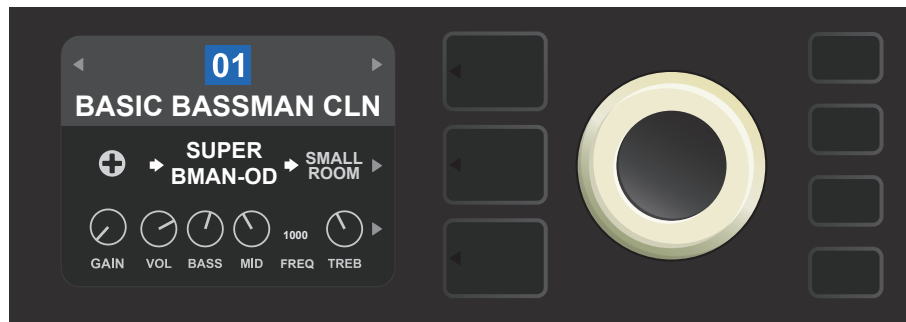 01
BASIC BASSMAN CLN
SUPER
BMAN-OD
SMALL
ROOM
1000
GAIN VOL BASS MID FREQ TREB